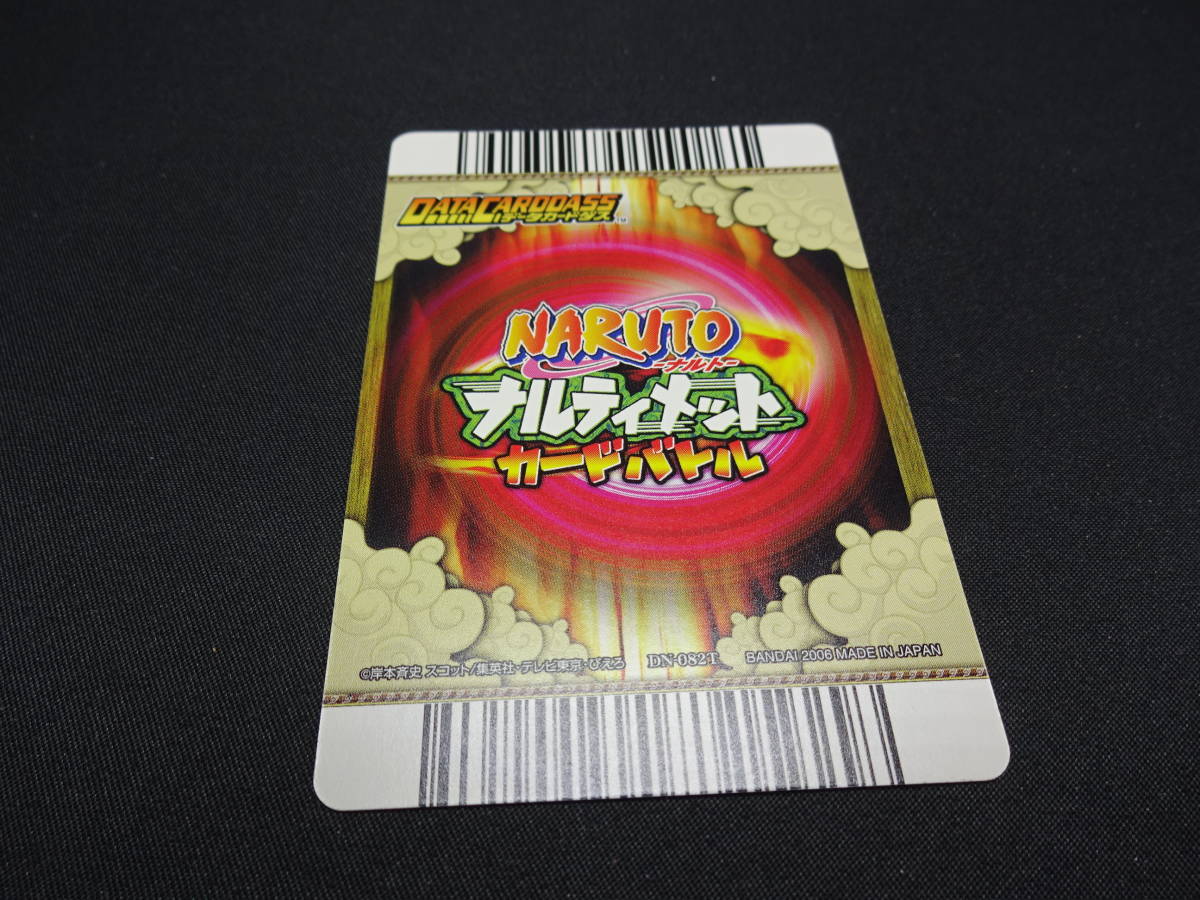 DATA CARDDASS
データカードダス TM
NARUTO
-ナルト-
ナルティメット
カードバトル
©岸本斉史 スコット/集英社・テレビ東京・ぴえろ DN-082T BANDAI 2006 MADE IN JAPAN